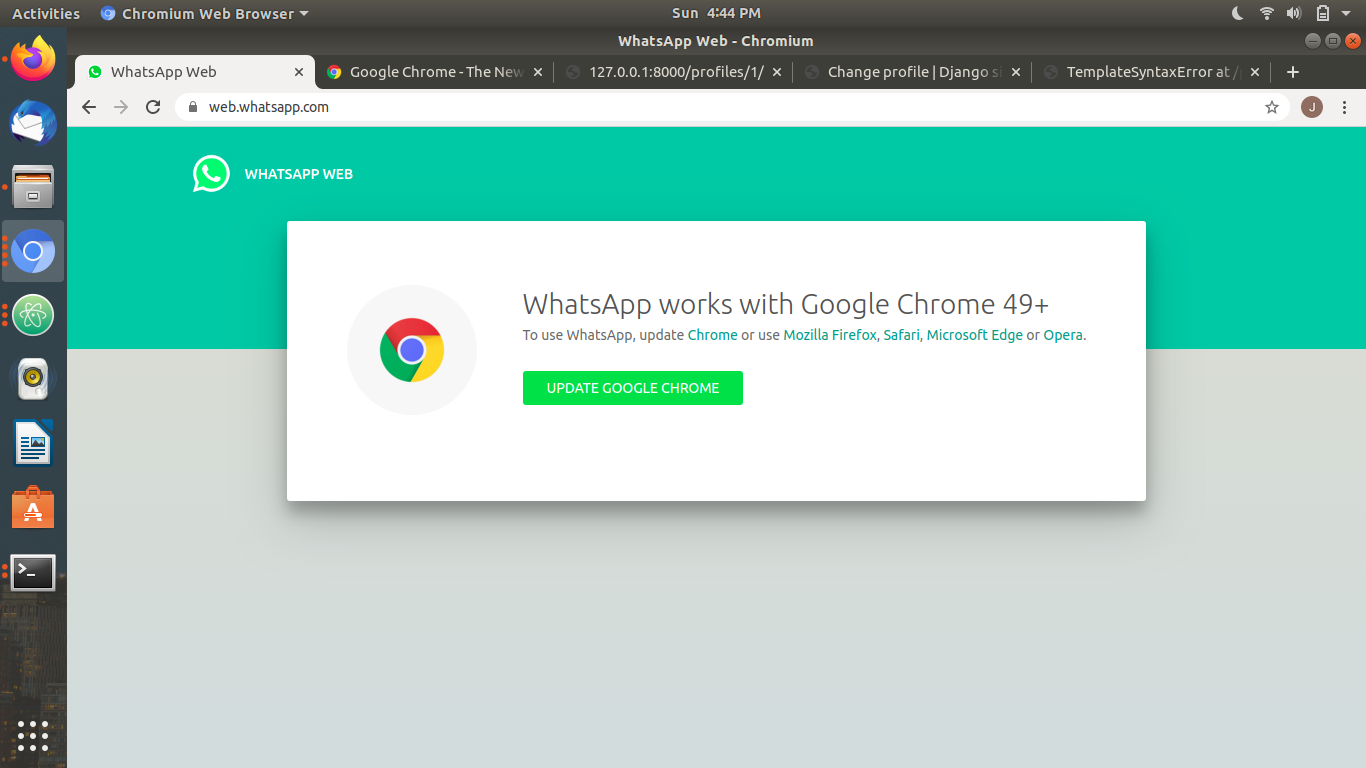 Activities
Chromium Web Browser
Sun 4:44 PM
WhatsApp Web - Chromium
WhatsApp Web
Google Chrome - The New
127.0.0.1:8000/profiles/1/
Change profile | Django si
TemplateSyntaxError at /p
web.whatsapp.com
J
WHATSAPP WEB
WhatsApp works with Google Chrome 49+
To use WhatsApp, update Chrome or use Mozilla Firefox, Safari, Microsoft Edge or Opera.
UPDATE GOOGLE CHROME